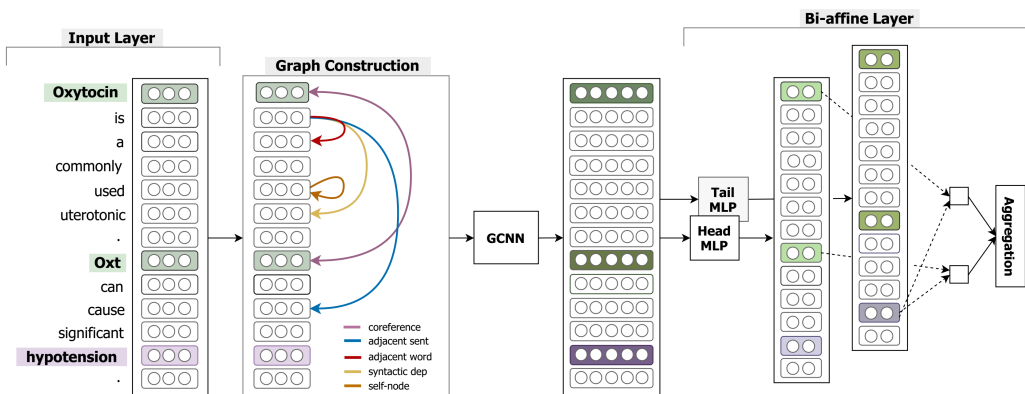 Bi-affine Layer
Input Layer
Graph Construction
Oxytocin
is
a
commonly
used
uterotonic
.
Oxt
can
cause
significant
hypotension
.
coreference
adjacent sent
adjacent word
syntactic dep
self-node
GCNN
Tail
MLP
Head
MLP
Aggregation